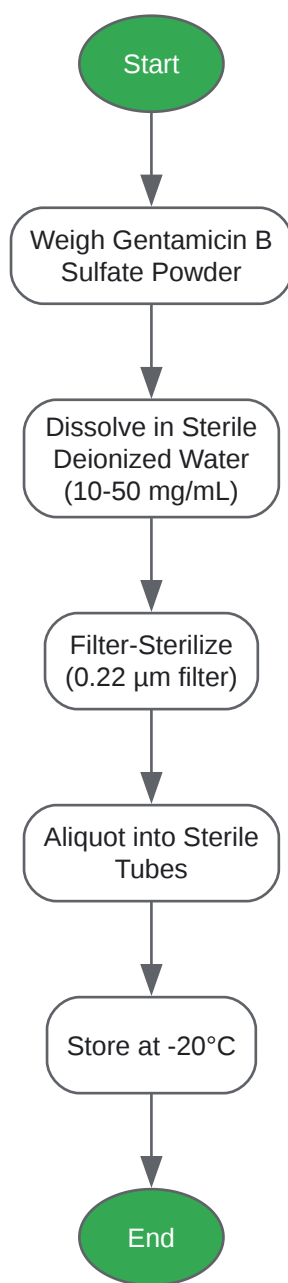 Start
Weigh Gentamicin B
Sulfate Powder
Dissolve in Sterile
Deionized Water
(10-50 mg/mL)
Filter-Sterilize
(0.22 µm filter)
Aliquot into Sterile
Tubes
Store at -20°C
End